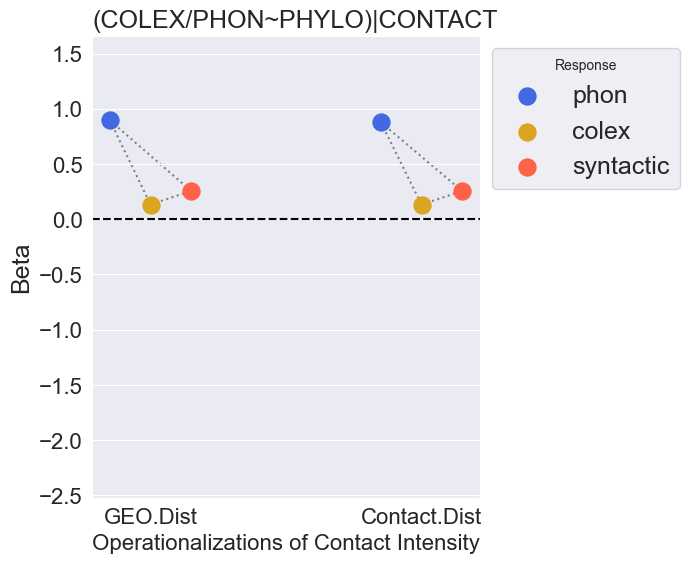 (COLEX/PHON~PHYLO)|CONTACT
Response
phon
colex
syntactic
1.5
1.0
0.5
0.0
−0.5
−1.0
−1.5
−2.0
−2.5
Beta
GEO.Dist Contact.Dist
Operationalizations of Contact Intensity